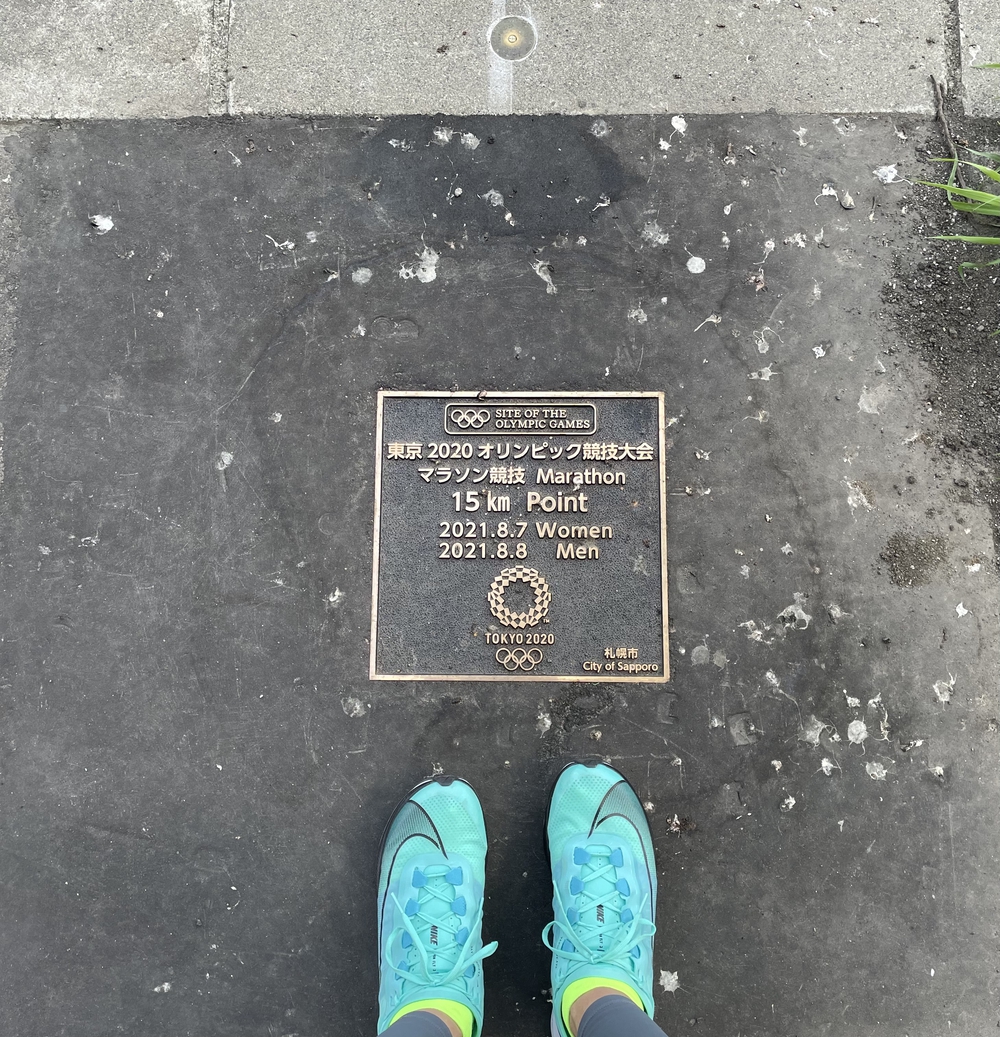 SITE OF THE
OLYMPIC GAMES
東京 2020 オリンピック競技大会
マラソン競技 Marathon
15 km Point
2021.8.7 Women
2021.8.8 Men
TOKYO 2020
札幌市
City of Sapporo
NIKE
NIKE